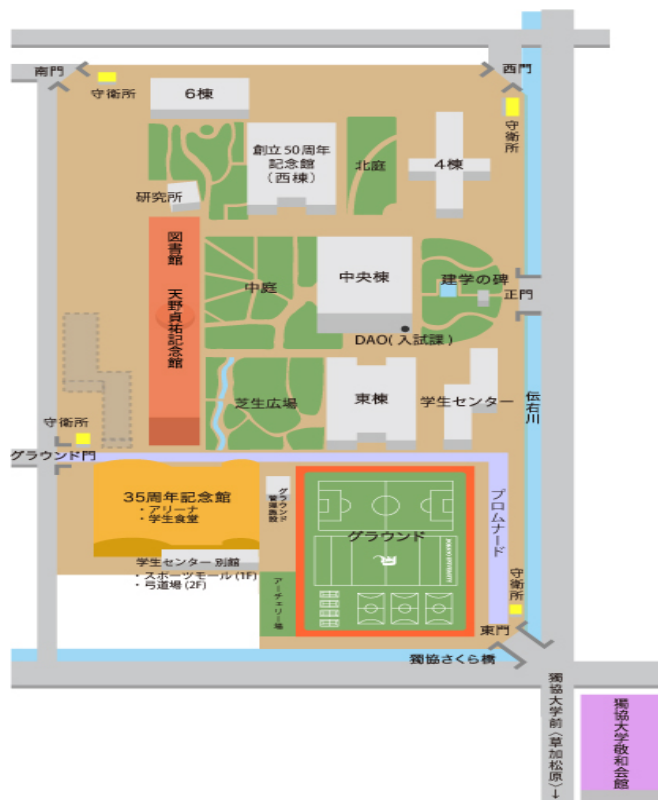 南門
守衛所
6棟
西門
守衛所
創立50周年
記念館
(西棟)
北庭
4棟
研究所
図書館 天野貞祐記念館
中庭
中央棟
建学の碑
正門
DAO(入試課)
芝生広場
東棟
学生センター
伝右川
守衛所
グラウンド門
35周年記念館
・アリーナ
・学生食堂
グラウンド
管理施設
グラウンド
プロムナード
学生センター 別館
・スポーツモール(1F)
・弓道場(2F)
アーチェリー場
守衛所
東門
獨協さくら橋
獨協大学前〈草加松原〉↓
獨協大学敬和会館